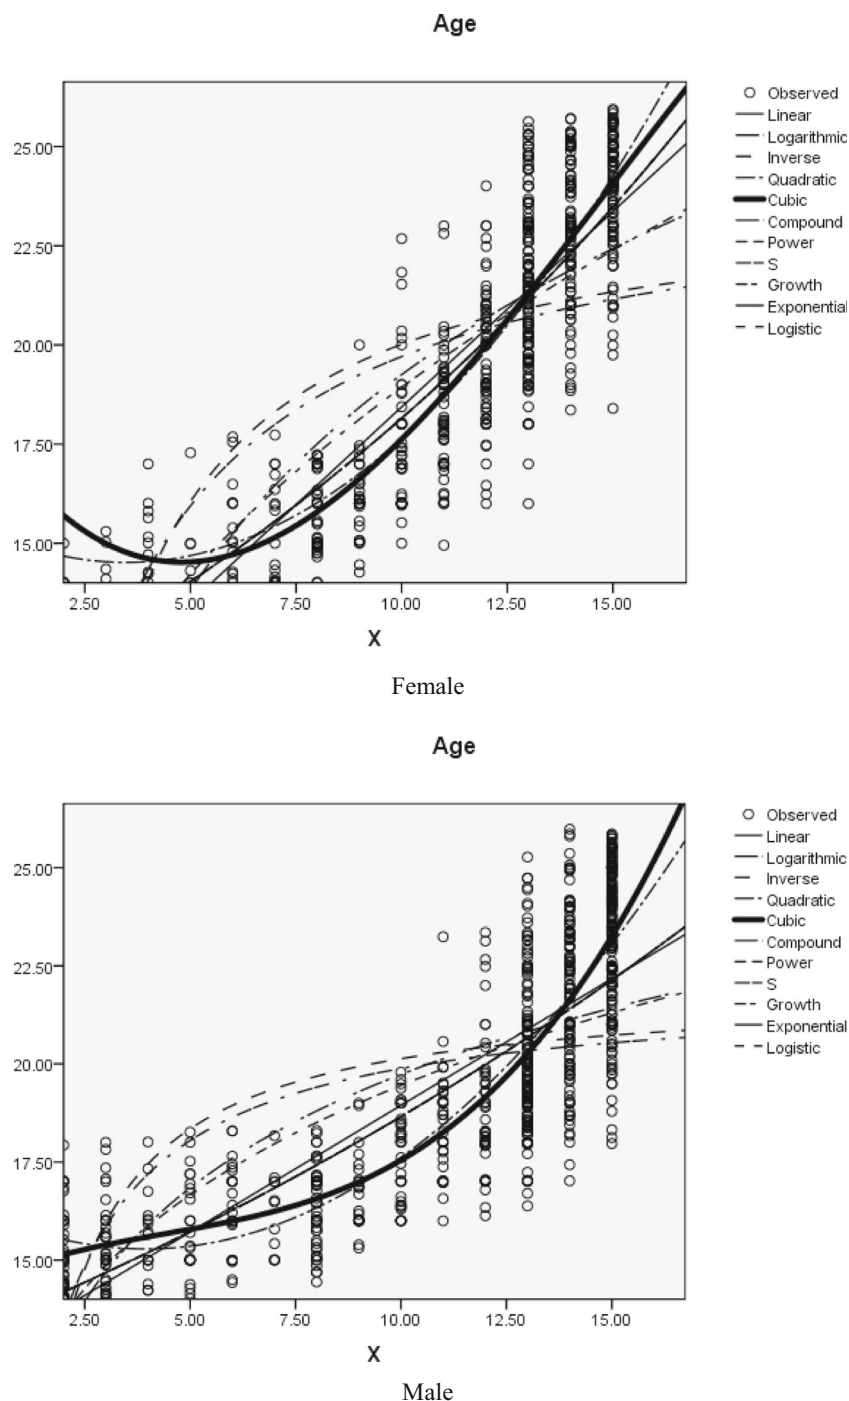 Age
25.00
22.50
20.00
17.50
15.00
2.50 5.00 7.50 10.00 12.50 15.00
X
Observed
Linear
Logarithmic
Inverse
Quadratic
Cubic
Compound
Power
S
Growth
Exponential
Logistic
Female
Age
25.00
22.50
20.00
17.50
15.00
2.50 5.00 7.50 10.00 12.50 15.00
X
Observed
Linear
Logarithmic
Inverse
Quadratic
Cubic
Compound
Power
S
Growth
Exponential
Logistic
Male